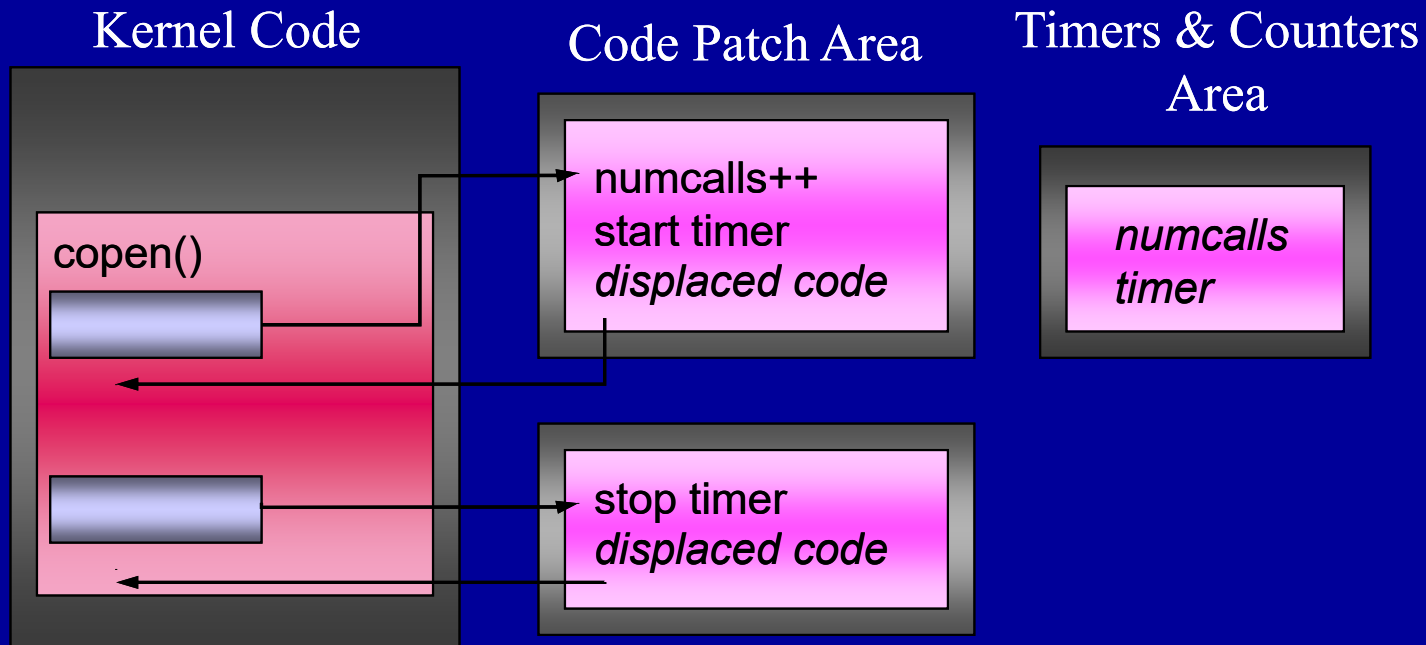 Kernel Code
Code Patch Area
Timers & Counters
Area
copen()
numcalls++
start timer
displaced code
stop timer
displaced code
numcalls
timer